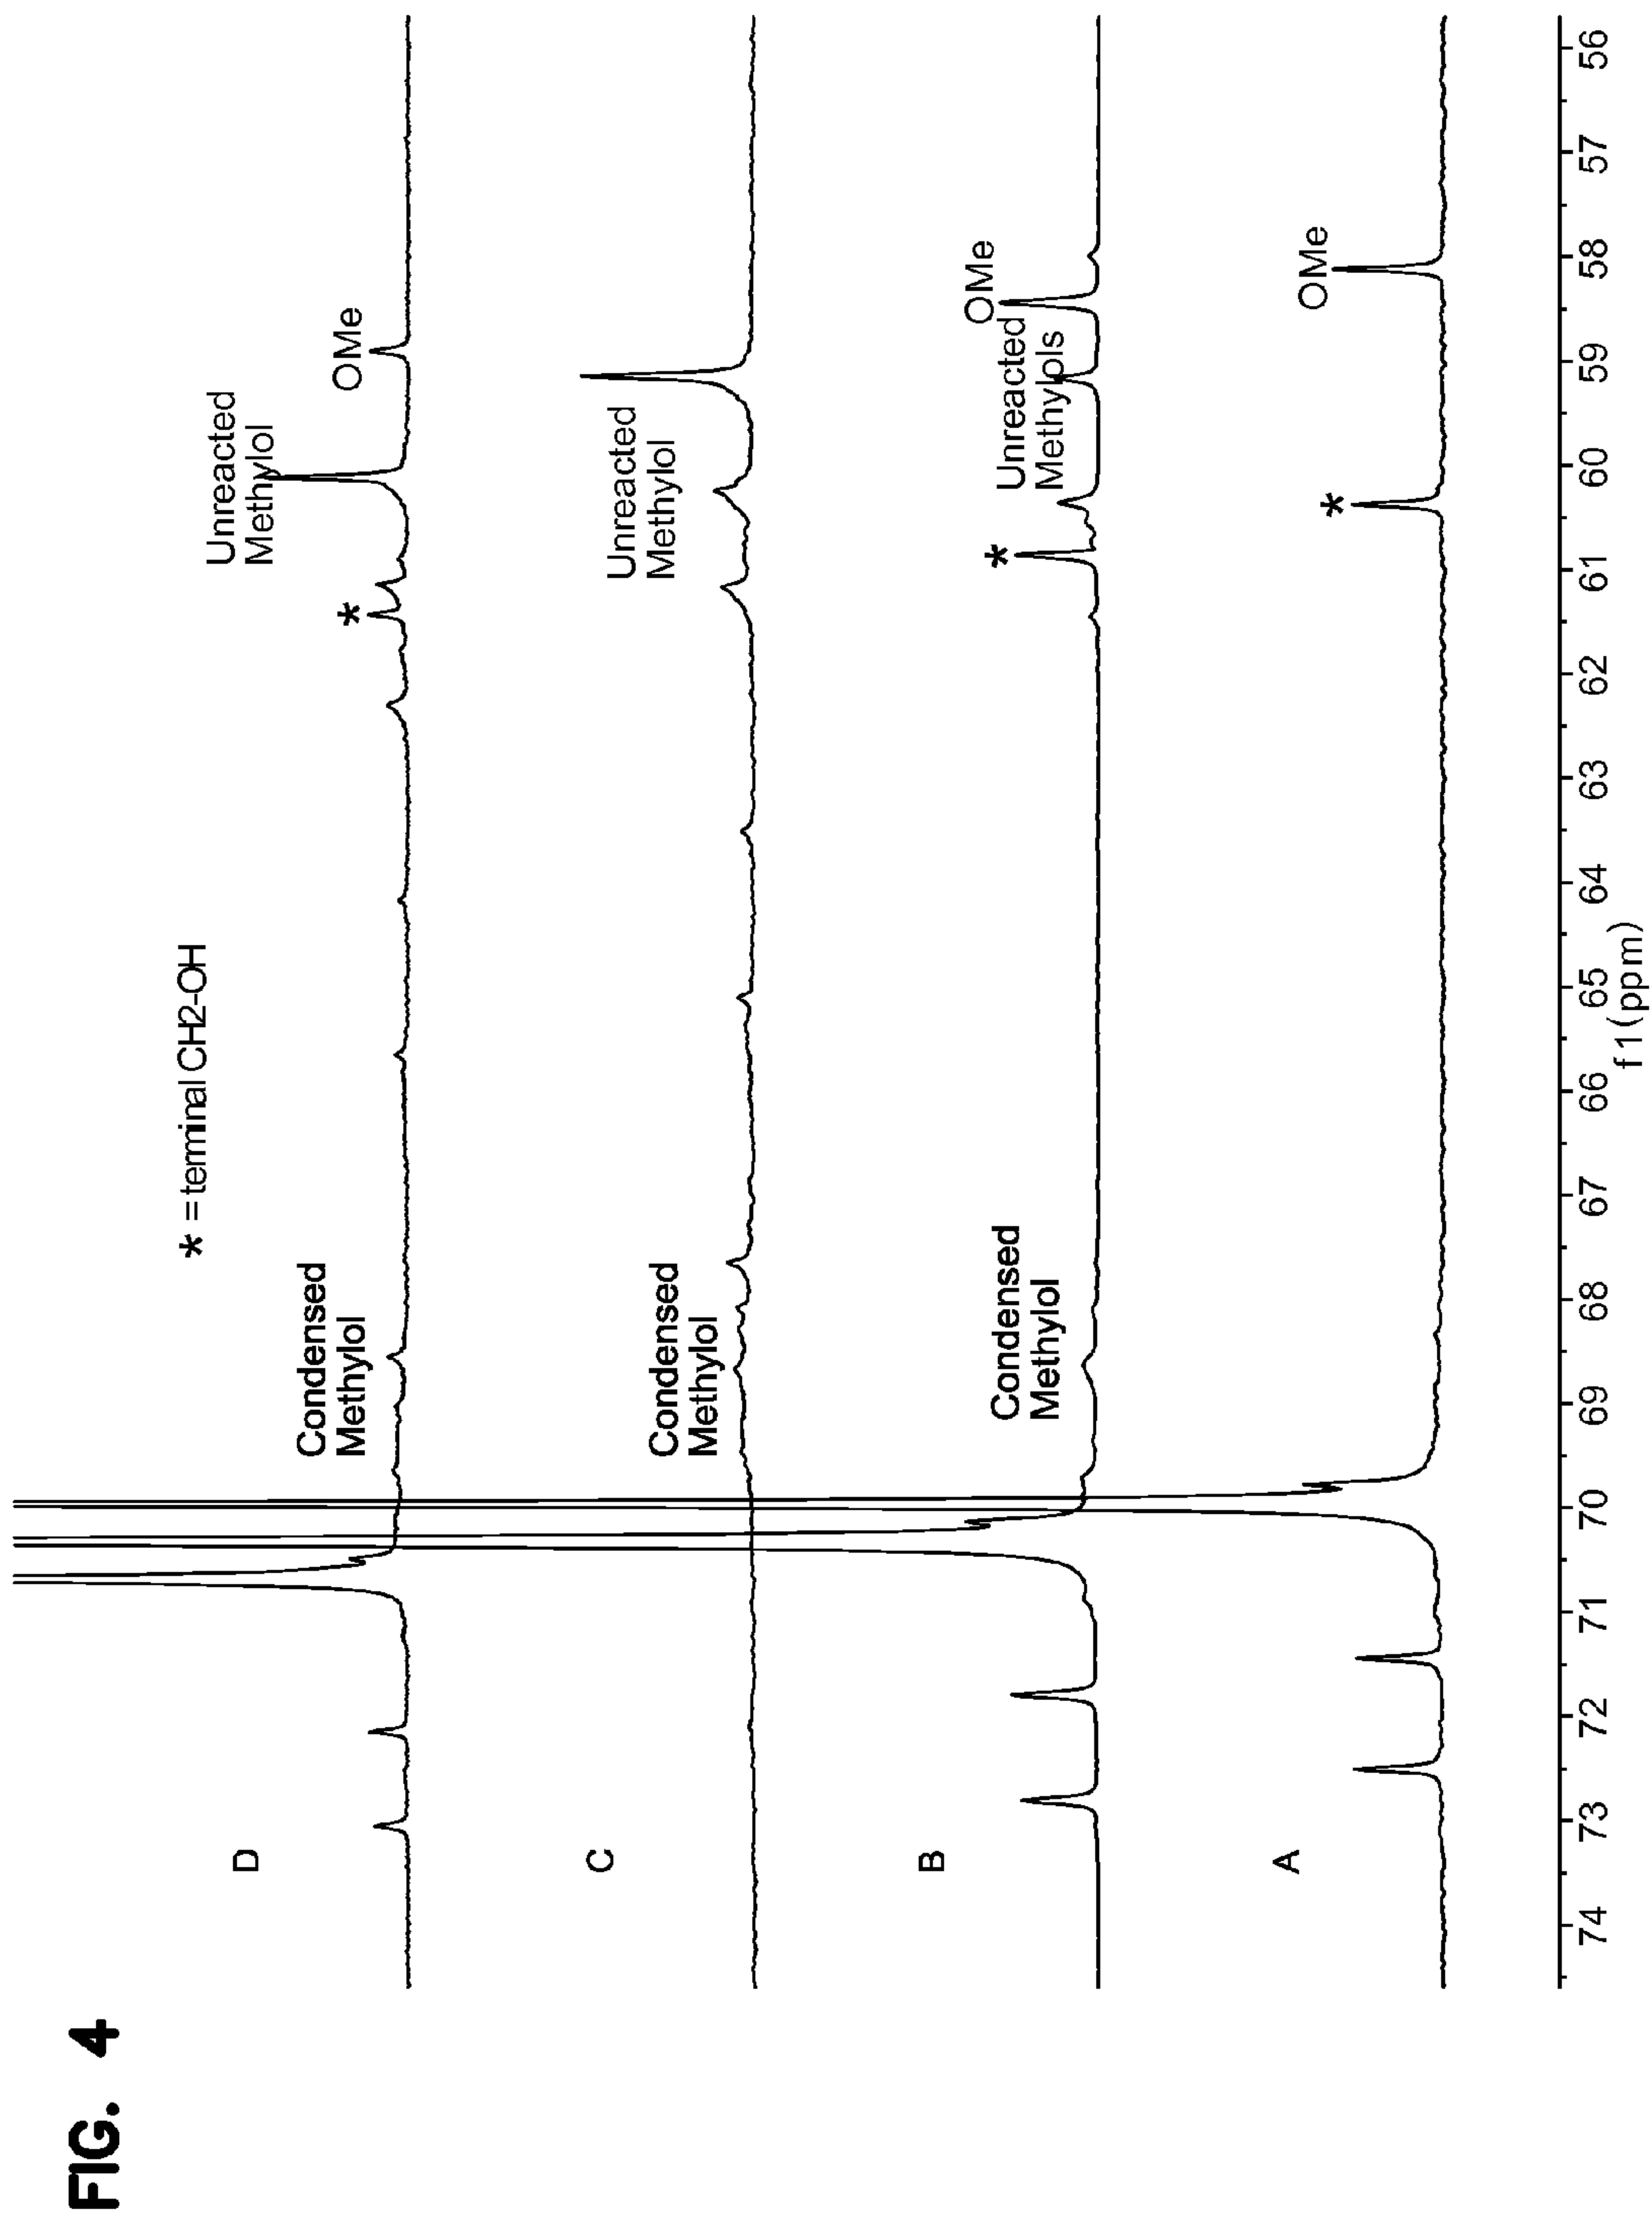 FIG. 4
* = terminal CH2-OH
D
Condensed
Methylol
*
Unreacted
Methylol
OMe
C
Condensed
Methylol
Unreacted
Methylol
B
Condensed
Methylol
*
Unreacted
Methylols
OMe
A
*
OMe
74 73 72 71 70 69 68 67 66 65 64 63 62 61 60 59 58 57 56
f1(ppm)